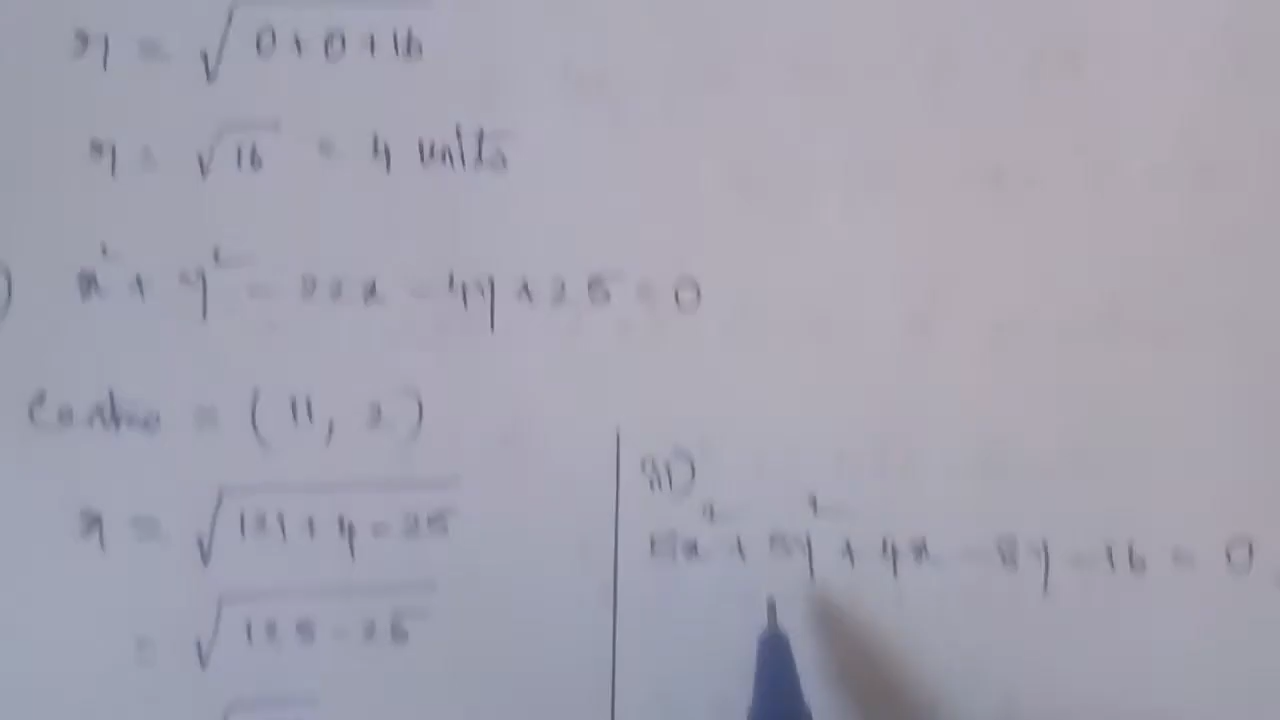 r = √0+0+16
r = √16 = 4 units
) x² + y² - 22x - 4y + 25 = 0
Centre = (11, 2)
r = √121+4-25
= √125-25
5x² + 5y² + 4x - 8y - 16 = 0